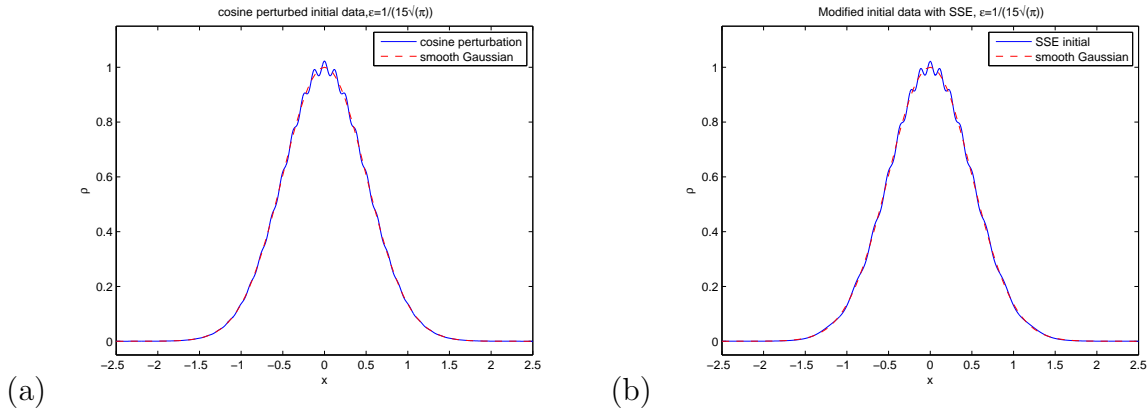 cosine perturbed initial data,ε=1/(15√(π))
cosine perturbation
smooth Gaussian
1
0.8
0.6
0.4
0.2
0
ρ
−2.5 −2 −1.5 −1 −0.5 0 0.5 1 1.5 2 2.5
x
(a)
Modified initial data with SSE, ε=1/(15√(π))
SSE initial
smooth Gaussian
1
0.8
0.6
0.4
0.2
0
ρ
−2.5 −2 −1.5 −1 −0.5 0 0.5 1 1.5 2 2.5
x
(b)